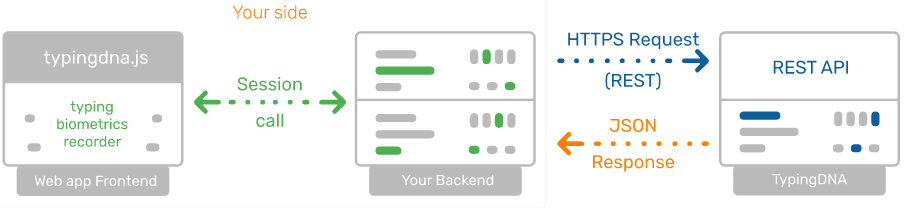 Your side
typingdna.js
typing
biometrics
recorder
Web app Frontend
Session
call
Your Backend
HTTPS Request
(REST)
JSON
Response
REST API
TypingDNA